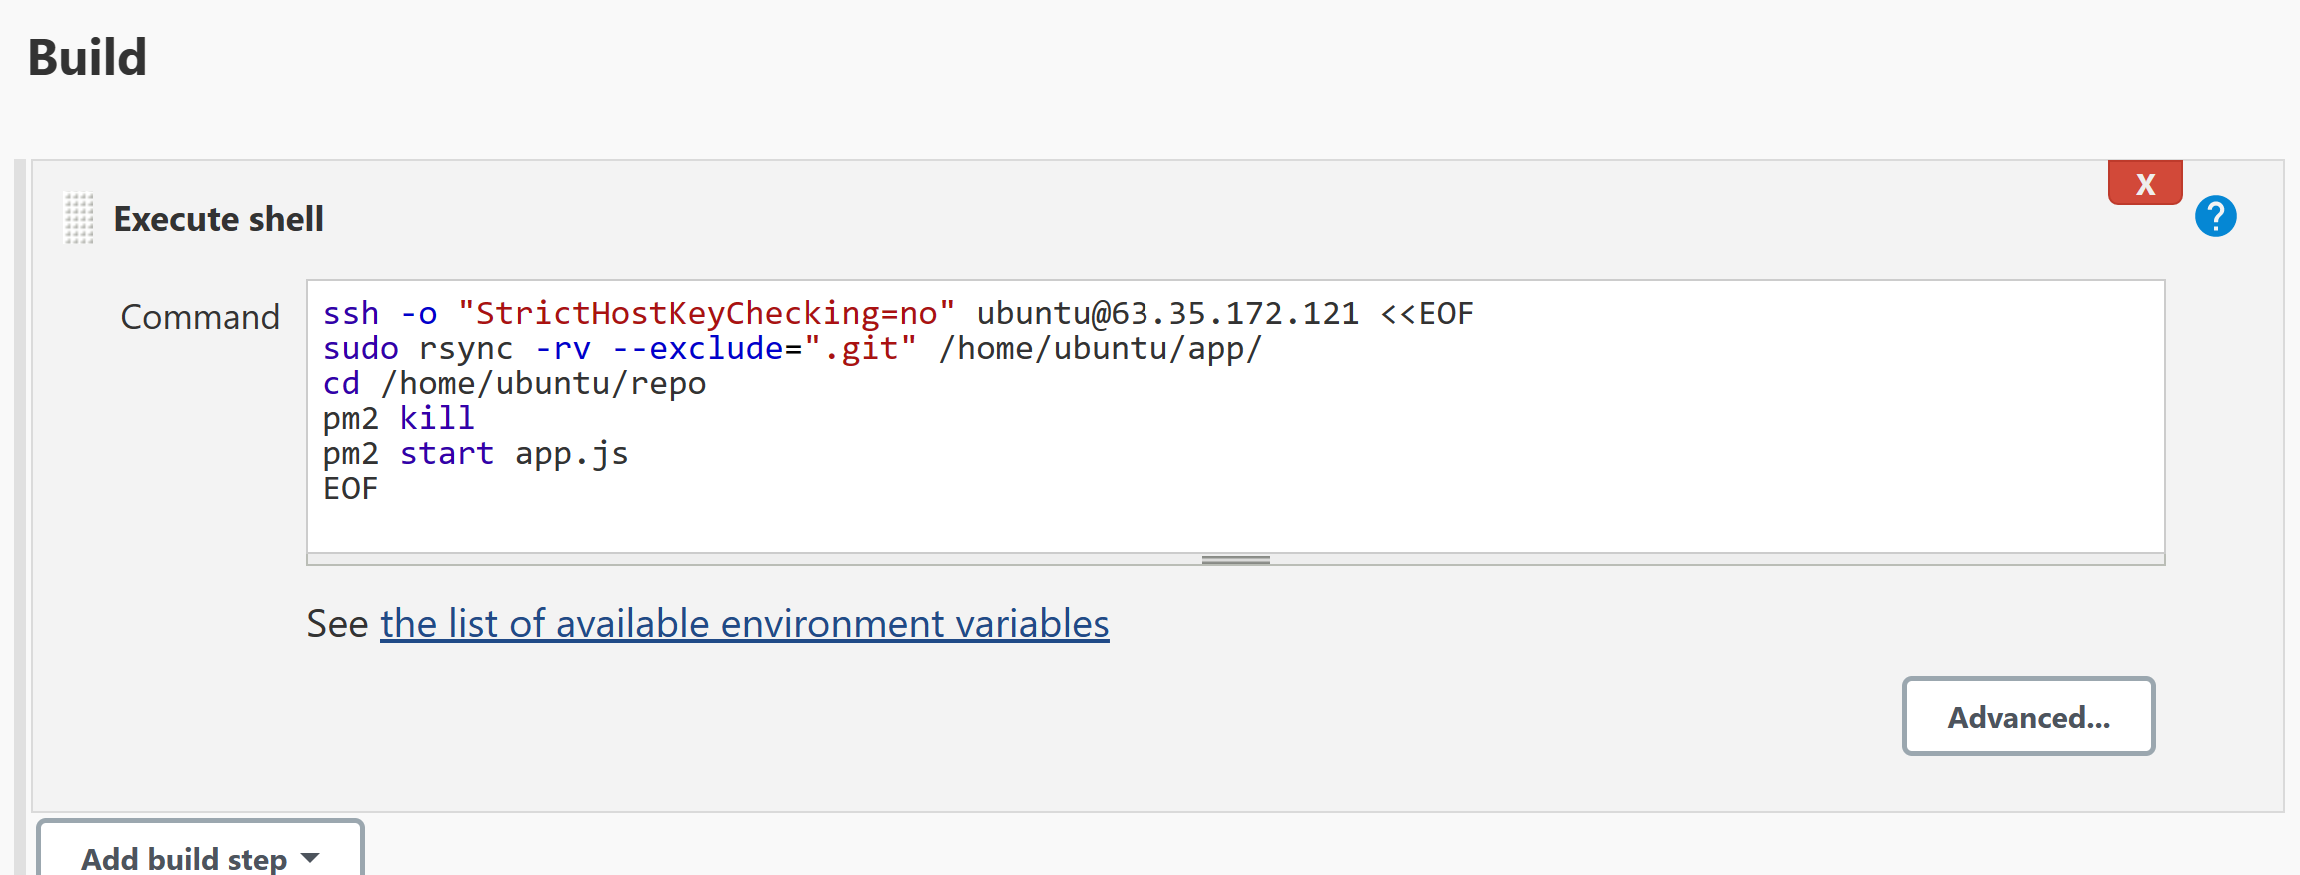 Build
X
?
Execute shell
Command
ssh -o "StrictHostKeyChecking=no" ubuntu@63.35.172.121 <<EOF
sudo rsync -rv --exclude=".git" /home/ubuntu/app/
cd /home/ubuntu/repo
pm2 kill
pm2 start app.js
EOF
See the list of available environment variables
Advanced...
Add build step